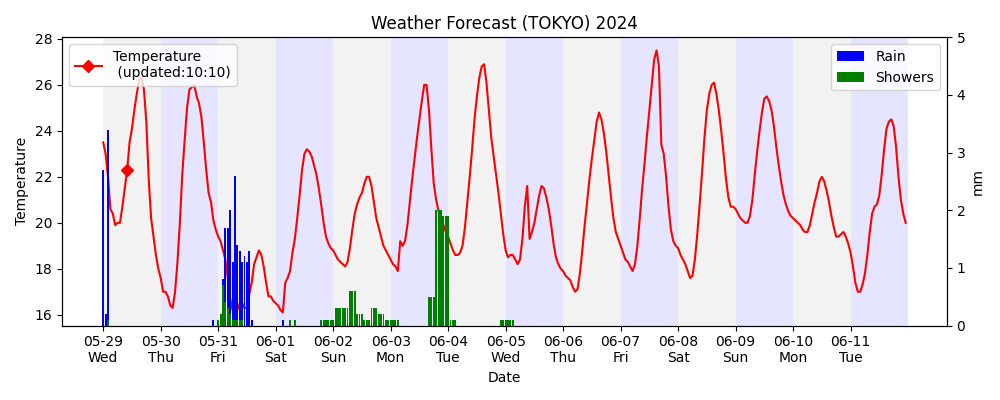 Weather Forecast (TOKYO) 2024
Temperature
(updated:10:10)
Rain
Showers
Temperature
28
26
24
22
20
18
16
5
4
3
2
1
0
mm
05-29 05-30 05-31 06-01 06-02 06-03 06-04 06-05 06-06 06-07 06-08 06-09 06-10 06-11
Wed Thu Fri Sat Sun Mon Tue Wed Thu Fri Sat Sun Mon Tue
Date